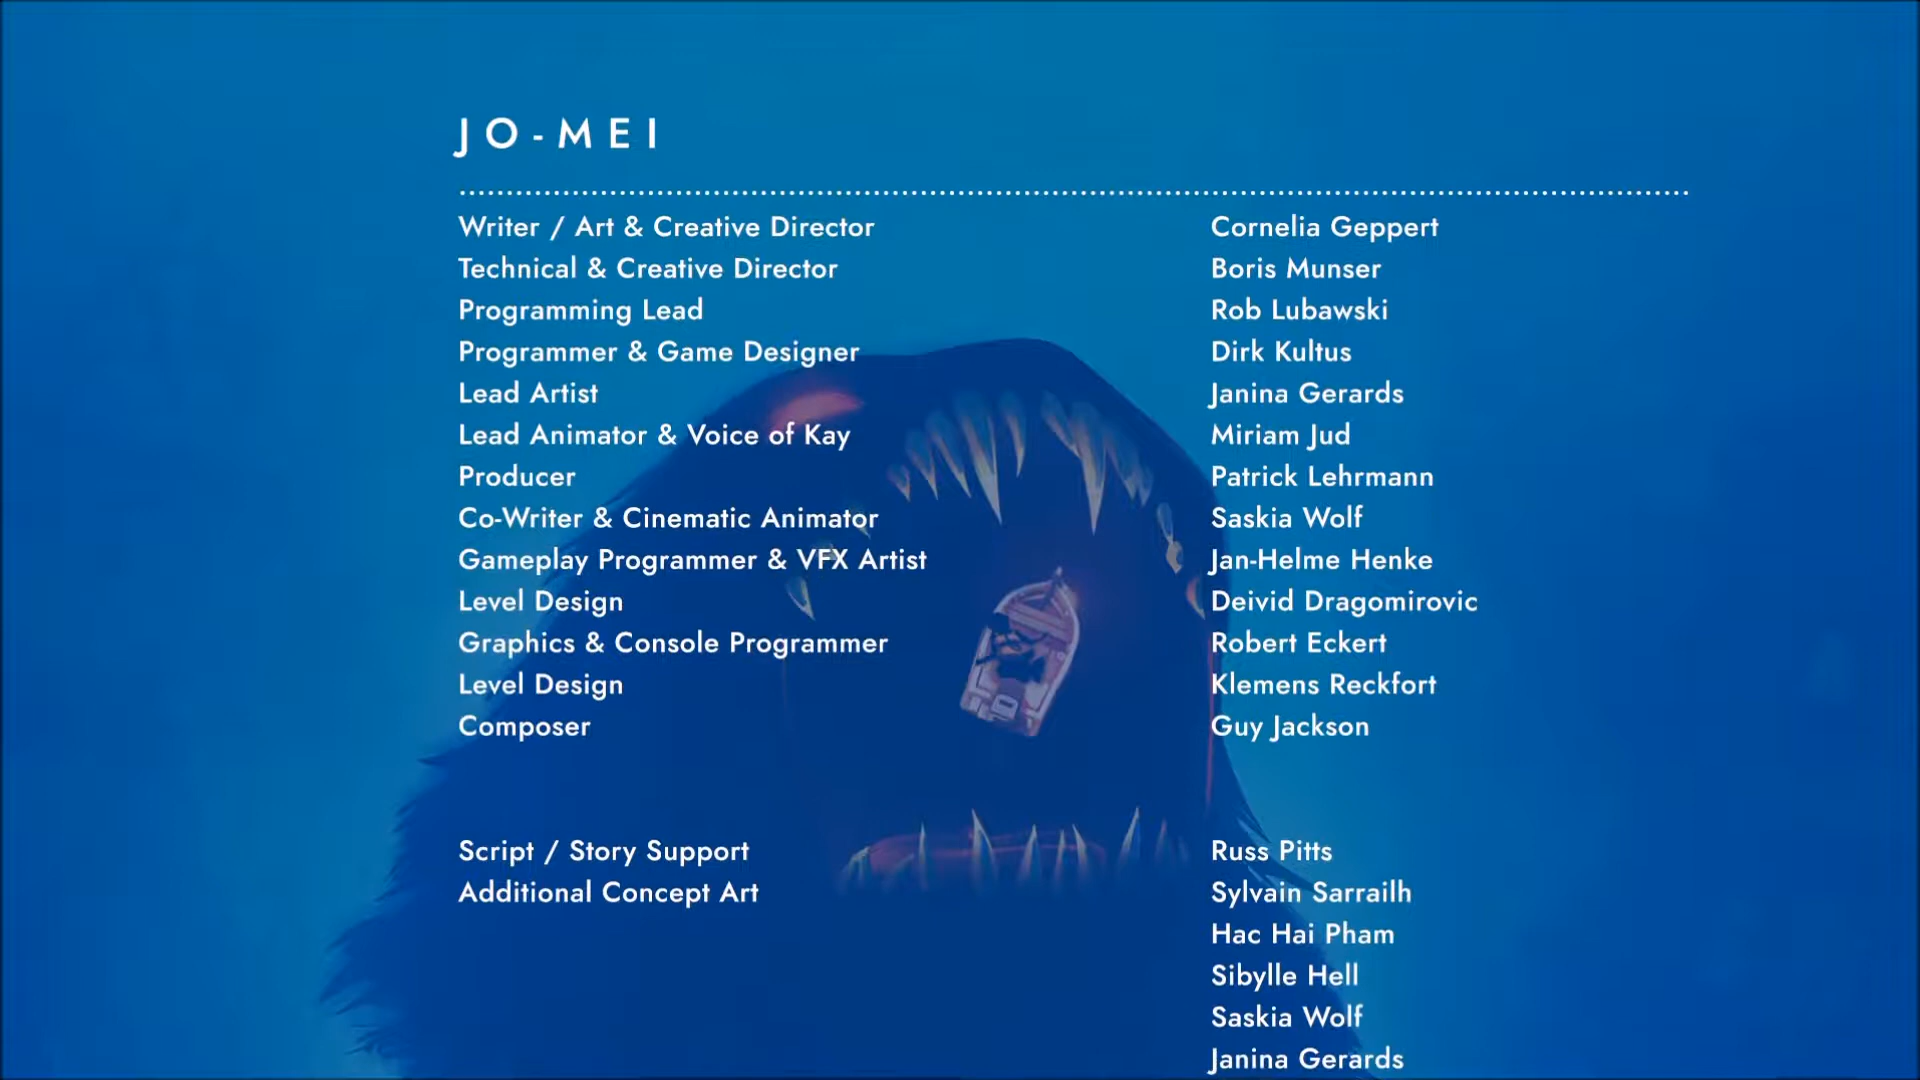 JO-MEI
Writer / Art & Creative Director Cornelia Geppert
Technical & Creative Director Boris Munser
Programming Lead Rob Lubawski
Programmer & Game Designer Dirk Kultus
Lead Artist Janina Gerards
Lead Animator & Voice of Kay Miriam Jud
Producer Patrick Lehrmann
Co-Writer & Cinematic Animator Saskia Wolf
Gameplay Programmer & VFX Artist Jan-Helme Henke
Level Design Deivid Dragomirovic
Graphics & Console Programmer Robert Eckert
Level Design Klemens Reckfort
Composer Guy Jackson
Script / Story Support Russ Pitts
Additional Concept Art Sylvain Sarrailh
Hac Hai Pham
Sibylle Hell
Saskia Wolf
Janina Gerards